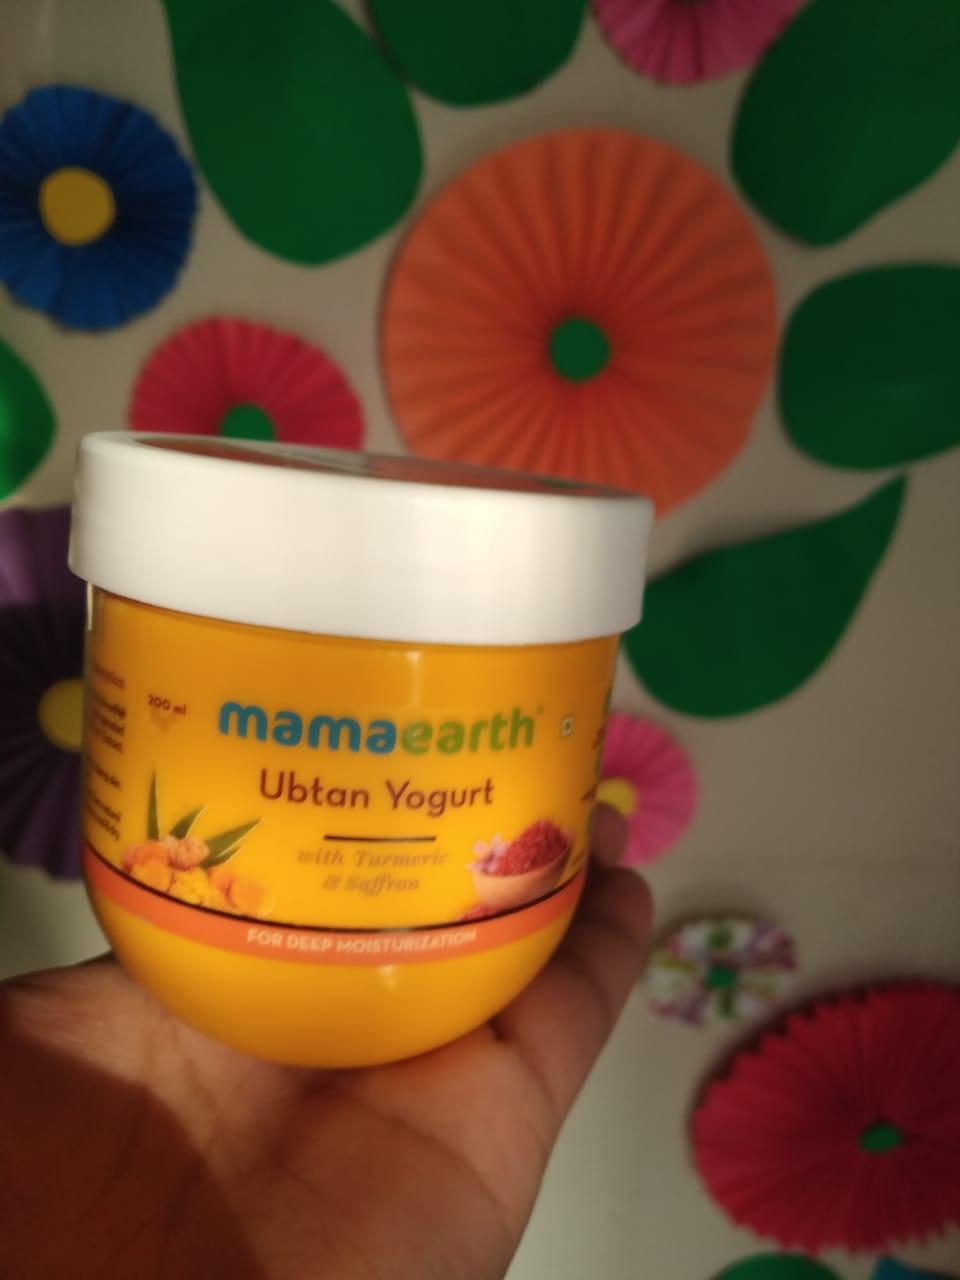 200 ml
mamaearth
Ubtan Yogurt
with Turmeric
& Saffron
FOR DEEP MOISTURIZATION